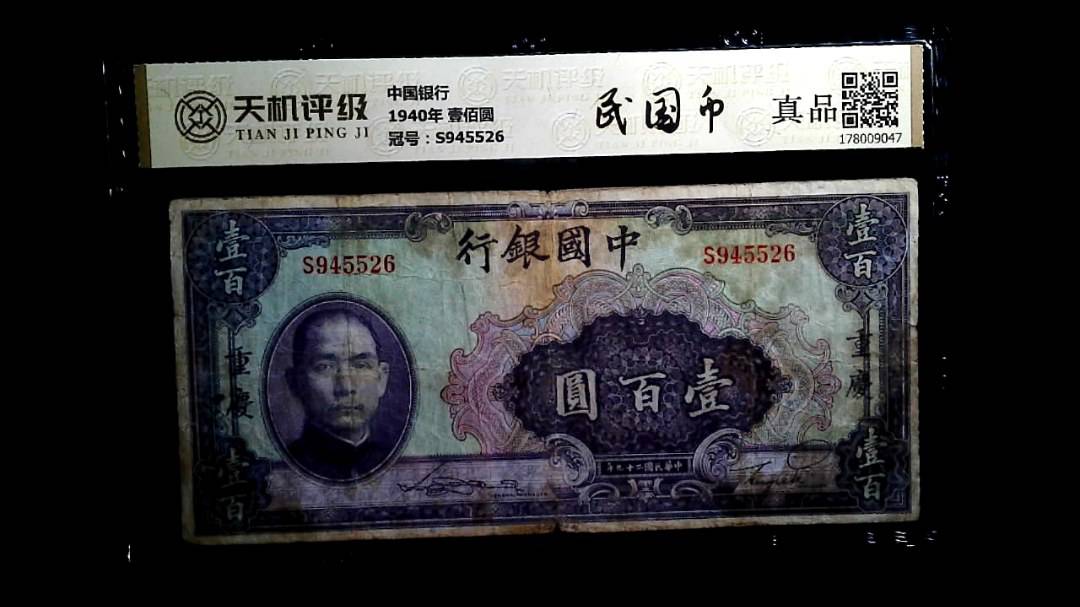 天机评级
TIAN JI PING JI
中国银行
1940年 壹佰圆
冠号：S945526
民国币
真品
178009047
行銀國中
S945526
S945526
壹百
壹百
重慶
重慶
圓百壹
壹百
壹百
年九十二國民華中